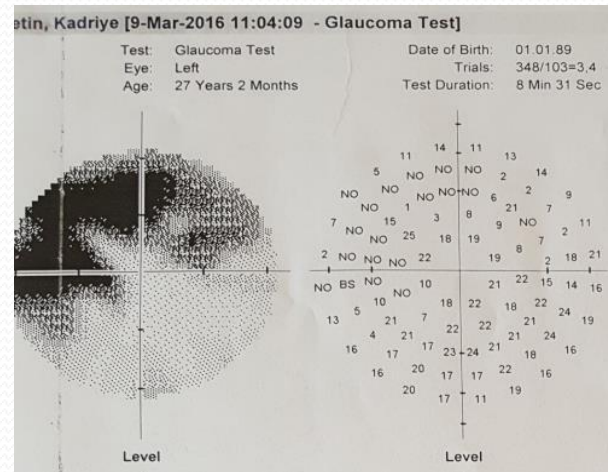 etin, Kadriye [9-Mar-2016 11:04:09 - Glaucoma Test]
Test: Glaucoma Test
Eye: Left
Age: 27 Years 2 Months
Date of Birth: 01.01.89
Trials: 348/103=3,4
Test Duration: 8 Min 31 Sec
11 14 11 13
5 NO NO NO 2 14
NO NO NO NO 6 2 9
NO 1 21
7 15 3 8 9 NO 11
NO NO 25 18 19 7 2
2 NO NO NO 22 19 8 2 18 21
NO BS NO NO 10 21 22 15 14 16
5 10 18 22 21 22 24
13 21 7 22 22 21 22 19
4 21 21 24
16 17 17 23 24 21 18 16
16 20 17 17 22 16
20 17 11 19
Level
Level